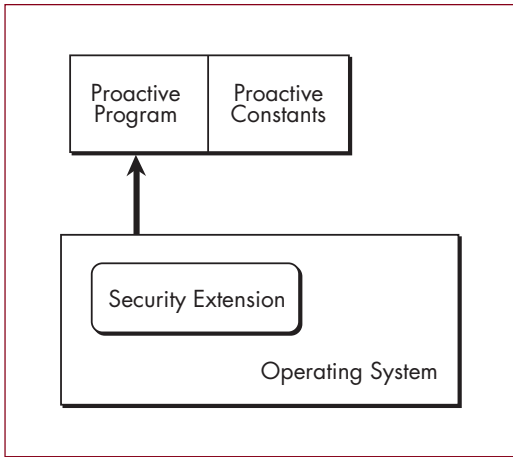 Proactive
Program
Proactive
Constants
Security Extension
Operating System